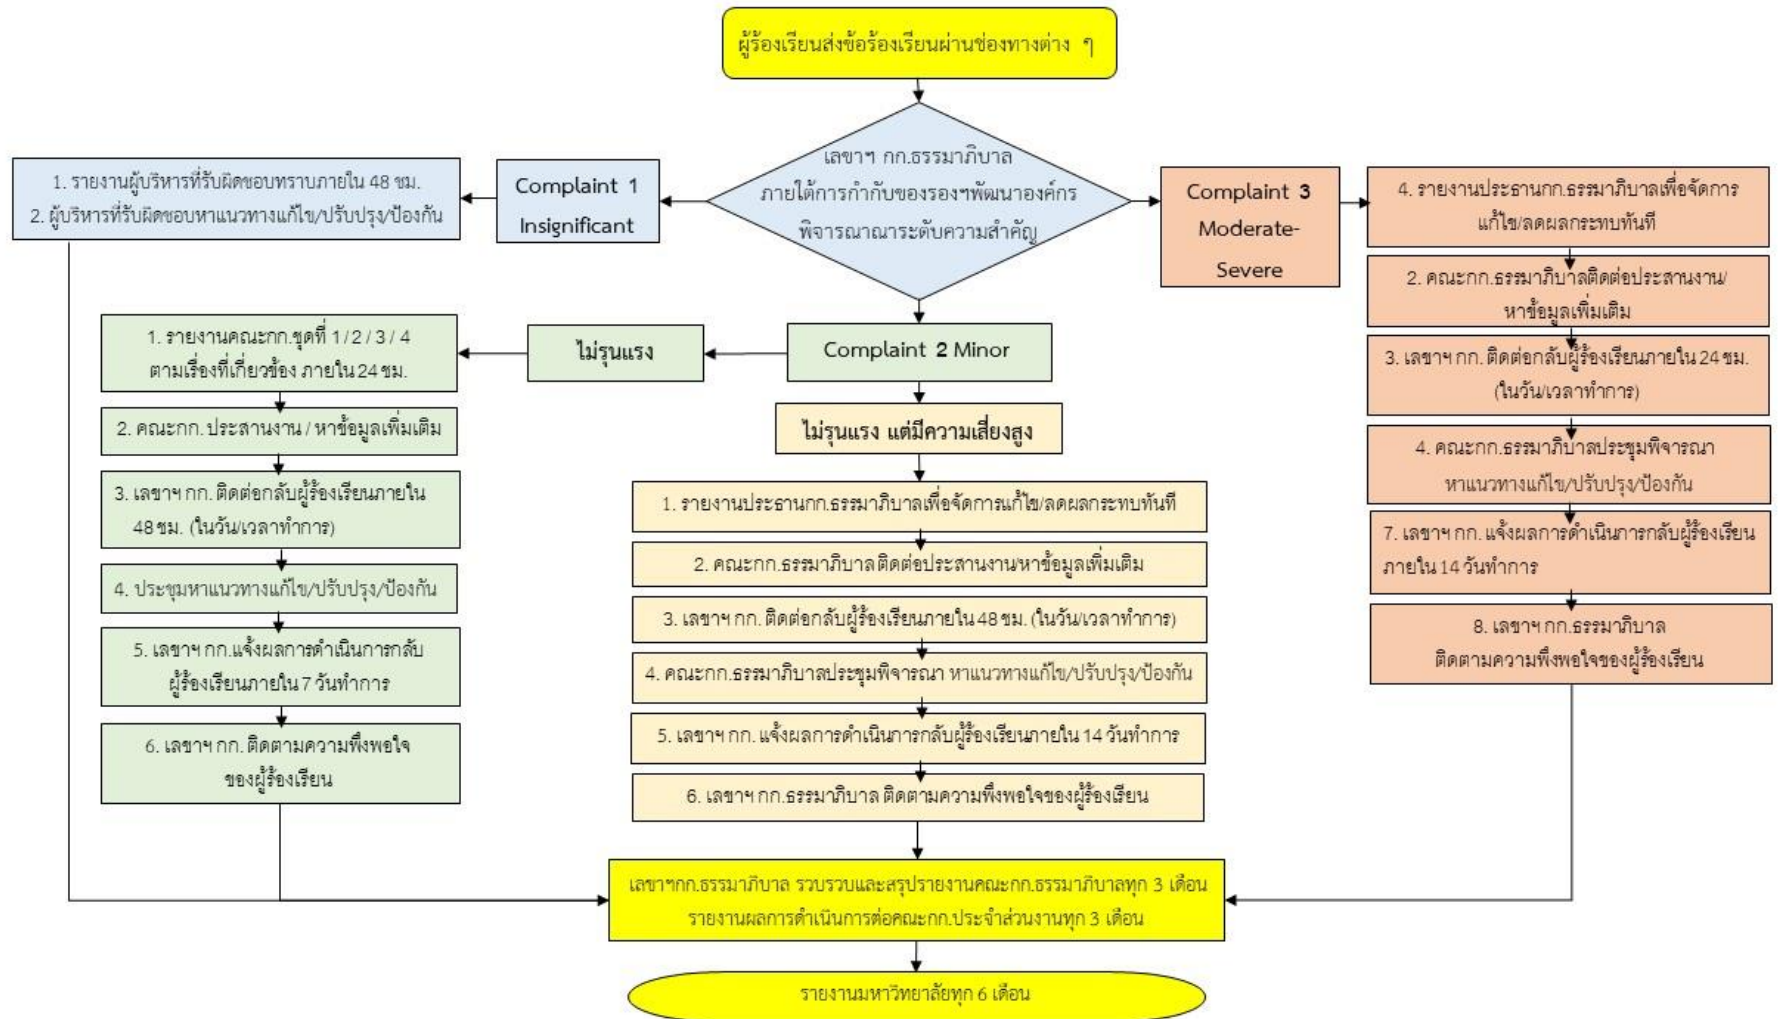 ผู้ร้องเรียนส่งข้อร้องเรียนผ่านช่องทางต่าง ๆ
เลขาฯ กก.ธรรมาภิบาล
ภายใต้การกำกับของรองฯพัฒนาองค์กร
พิจารณาณาระดับความสำคัญ
Complaint 1
Insignificant
1. รายงานผู้บริหารที่รับผิดชอบทราบภายใน 48 ชม.
2. ผู้บริหารที่รับผิดชอบหาแนวทางแก้ไข/ปรับปรุง/ป้องกัน
Complaint 2 Minor
ไม่รุนแรง
1. รายงานคณะกก.ชุดที่ 1 / 2 / 3 / 4
ตามเรื่องที่เกี่ยวข้อง ภายใน 24 ชม.
2. คณะกก. ประสานงาน / หาข้อมูลเพิ่มเติม
3. เลขาฯ กก. ติดต่อกลับผู้ร้องเรียนภายใน
48 ชม. (ในวัน/เวลาทำการ)
4. ประชุมหาแนวทางแก้ไข/ปรับปรุง/ป้องกัน
5. เลขาฯ กก.แจ้งผลการดำเนินการกลับ
ผู้ร้องเรียนภายใน 7 วันทำการ
6. เลขาฯ กก. ติดตามความพึงพอใจ
ของผู้ร้องเรียน
ไม่รุนแรง แต่มีความเสี่ยงสูง
1. รายงานประธานกก.ธรรมาภิบาลเพื่อจัดการแก้ไข/ลดผลกระทบทันที
2. คณะกก.ธรรมาภิบาลติดต่อประสานงาน/หาข้อมูลเพิ่มเติม
3. เลขาฯ กก. ติดต่อกลับผู้ร้องเรียนภายใน 48 ชม. (ในวัน/เวลาทำการ)
4. คณะกก.ธรรมาภิบาลประชุมพิจารณา หาแนวทางแก้ไข/ปรับปรุง/ป้องกัน
5. เลขาฯ กก. แจ้งผลการดำเนินการกลับผู้ร้องเรียนภายใน 14 วันทำการ
6. เลขาฯ กก.ธรรมาภิบาล ติดตามความพึงพอใจของผู้ร้องเรียน
Complaint 3
Moderate-
Severe
4. รายงานประธานกก.ธรรมาภิบาลเพื่อจัดการ
แก้ไข/ลดผลกระทบทันที
2. คณะกก.ธรรมาภิบาลติดต่อประสานงาน/
หาข้อมูลเพิ่มเติม
3. เลขาฯ กก. ติดต่อกลับผู้ร้องเรียนภายใน 24 ชม.
(ในวัน/เวลาทำการ)
4. คณะกก.ธรรมาภิบาลประชุมพิจารณา
หาแนวทางแก้ไข/ปรับปรุง/ป้องกัน
7. เลขาฯ กก. แจ้งผลการดำเนินการกลับผู้ร้องเรียน
ภายใน 14 วันทำการ
8. เลขาฯ กก.ธรรมาภิบาล
ติดตามความพึงพอใจของผู้ร้องเรียน
เลขาฯกก.ธรรมาภิบาล รวบรวบและสรุปรายงานคณะกก.ธรรมาภิบาลทุก 3 เดือน
รายงานผลการดำเนินการต่อคณะกก.ประจำส่วนงานทุก 3 เดือน
รายงานมหาวิทยาลัยทุก 6 เดือน